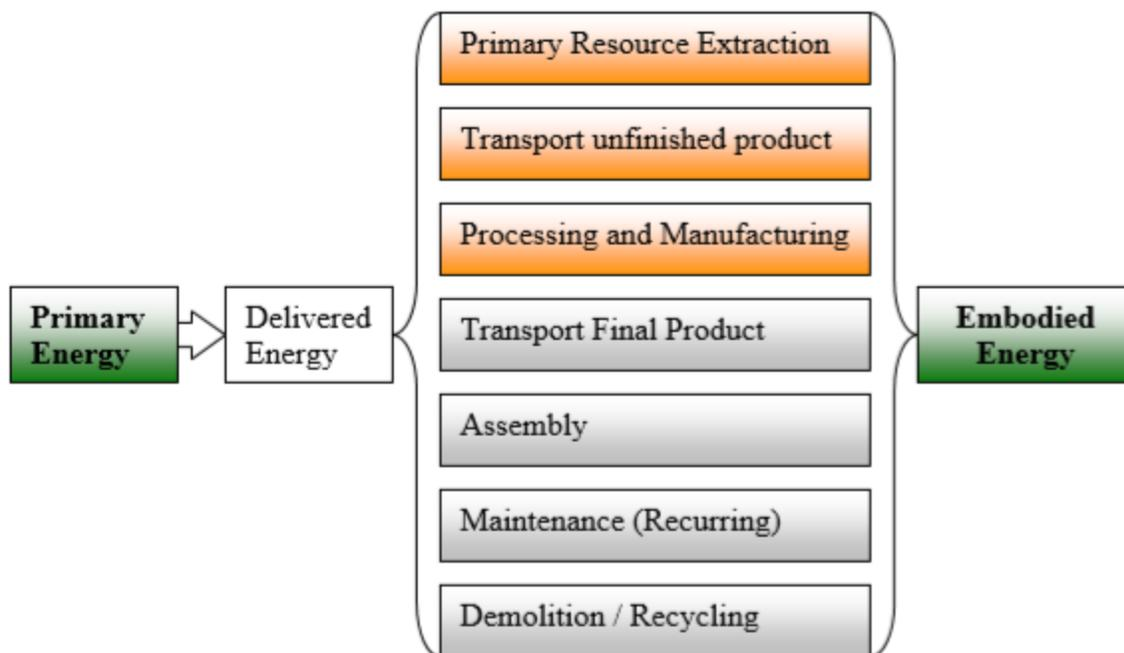 Primary Resource Extraction
Transport unfinished product
Processing and Manufacturing
Primary
Energy
Delivered
Energy
Transport Final Product
Embodied
Energy
Assembly
Maintenance (Recurring)
Demolition / Recycling